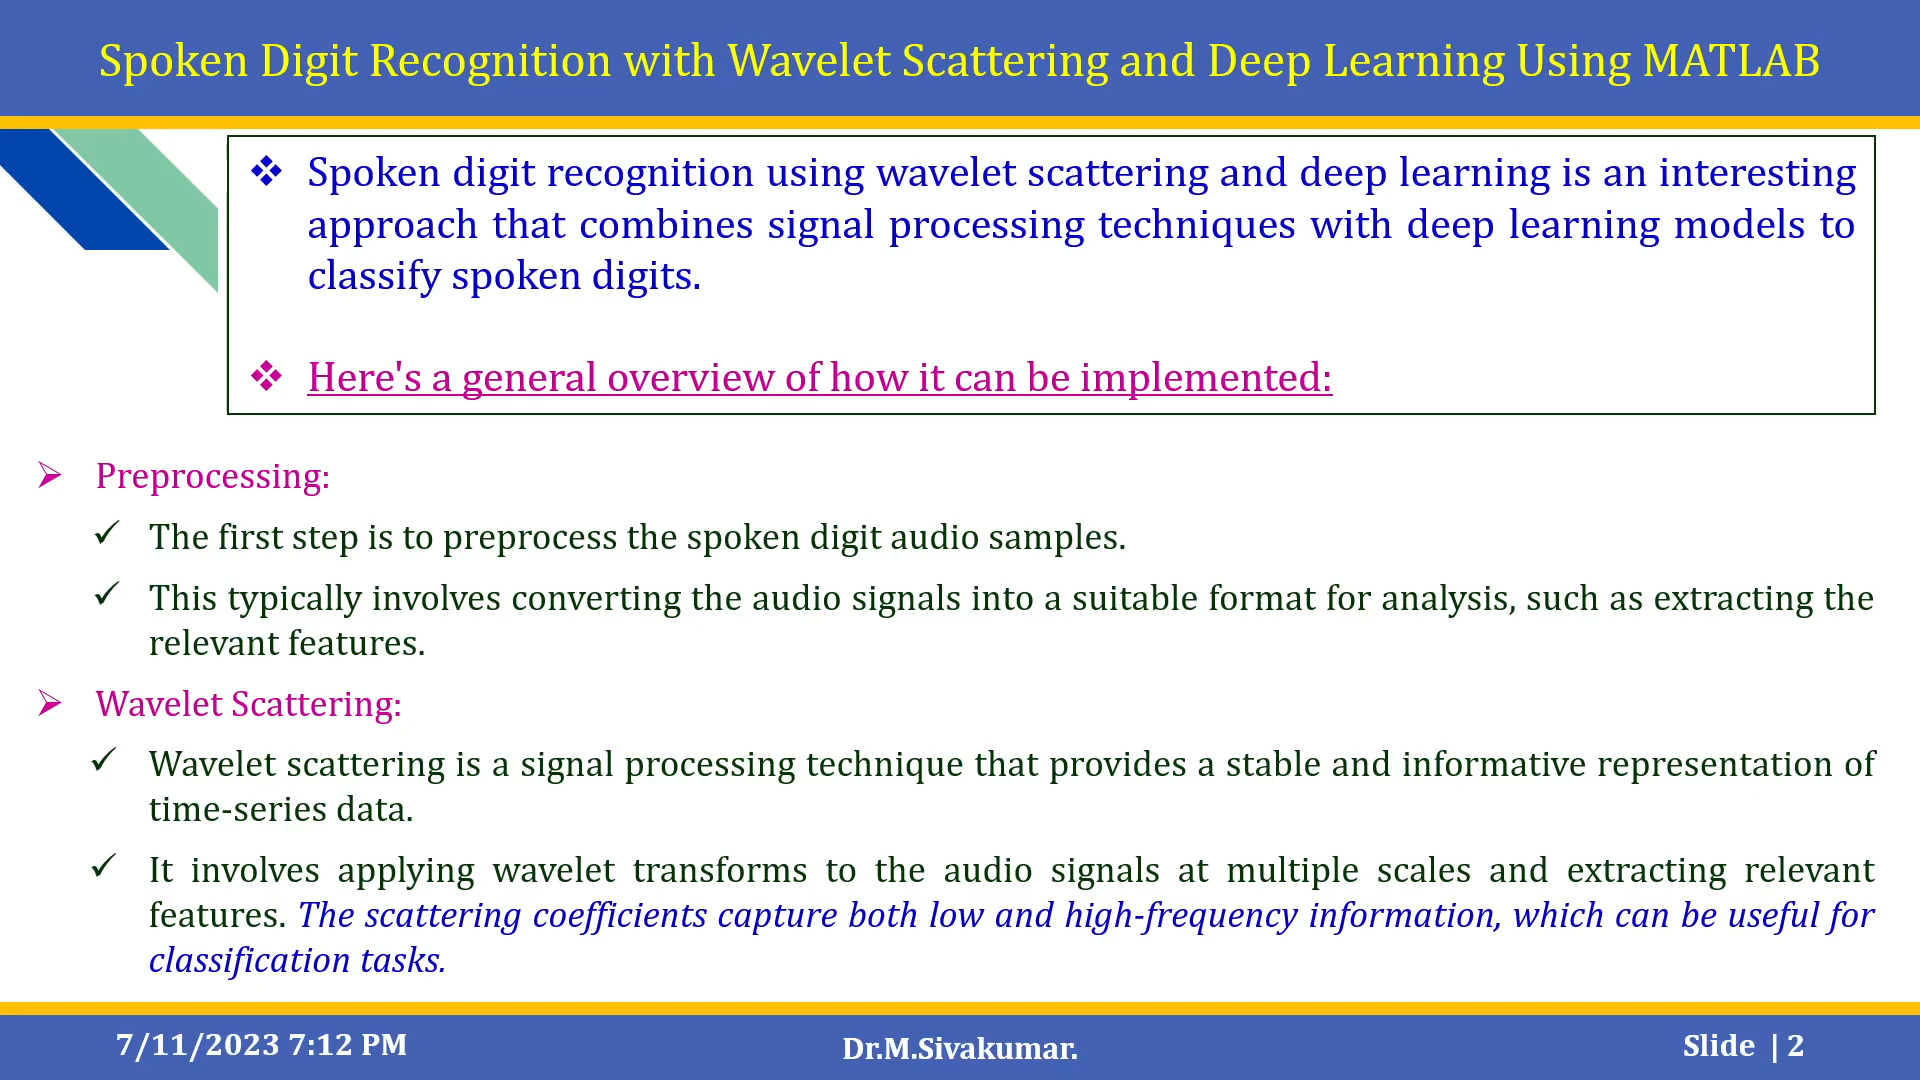 Spoken Digit Recognition with Wavelet Scattering and Deep Learning Using MATLAB
❖ Spoken digit recognition using wavelet scattering and deep learning is an interesting
approach that combines signal processing techniques with deep learning models to
classify spoken digits.
❖ Here's a general overview of how it can be implemented:
➢ Preprocessing:
✓ The first step is to preprocess the spoken digit audio samples.
✓ This typically involves converting the audio signals into a suitable format for analysis, such as extracting the
relevant features.
➢ Wavelet Scattering:
✓ Wavelet scattering is a signal processing technique that provides a stable and informative representation of
time-series data.
✓ It involves applying wavelet transforms to the audio signals at multiple scales and extracting relevant
features. The scattering coefficients capture both low and high-frequency information, which can be useful for
classification tasks.
7/11/2023 7:12 PM
Dr.M.Sivakumar.
Slide | 2